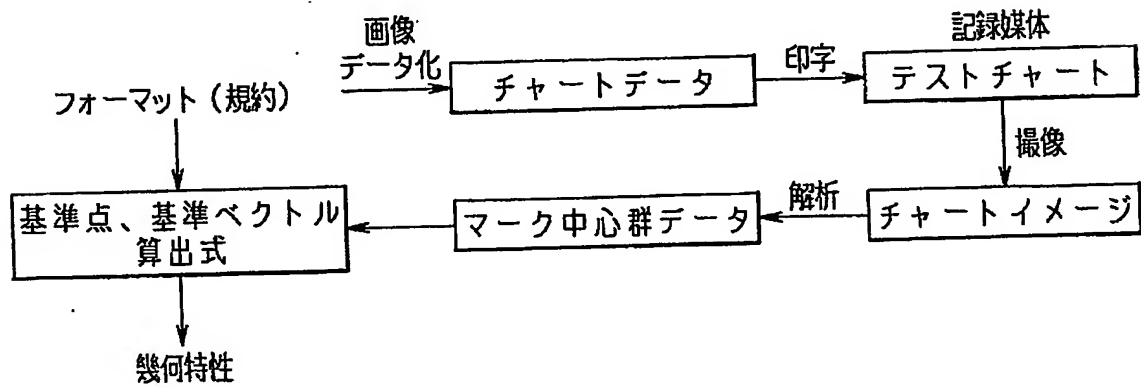 画像
データ化
チャートデータ
印字
記録媒体
テストチャート
フォーマット（規約）
撮像
基準点、基準ベクトル
算出式
マーク中心群データ
解析
チャートイメージ
幾何特性